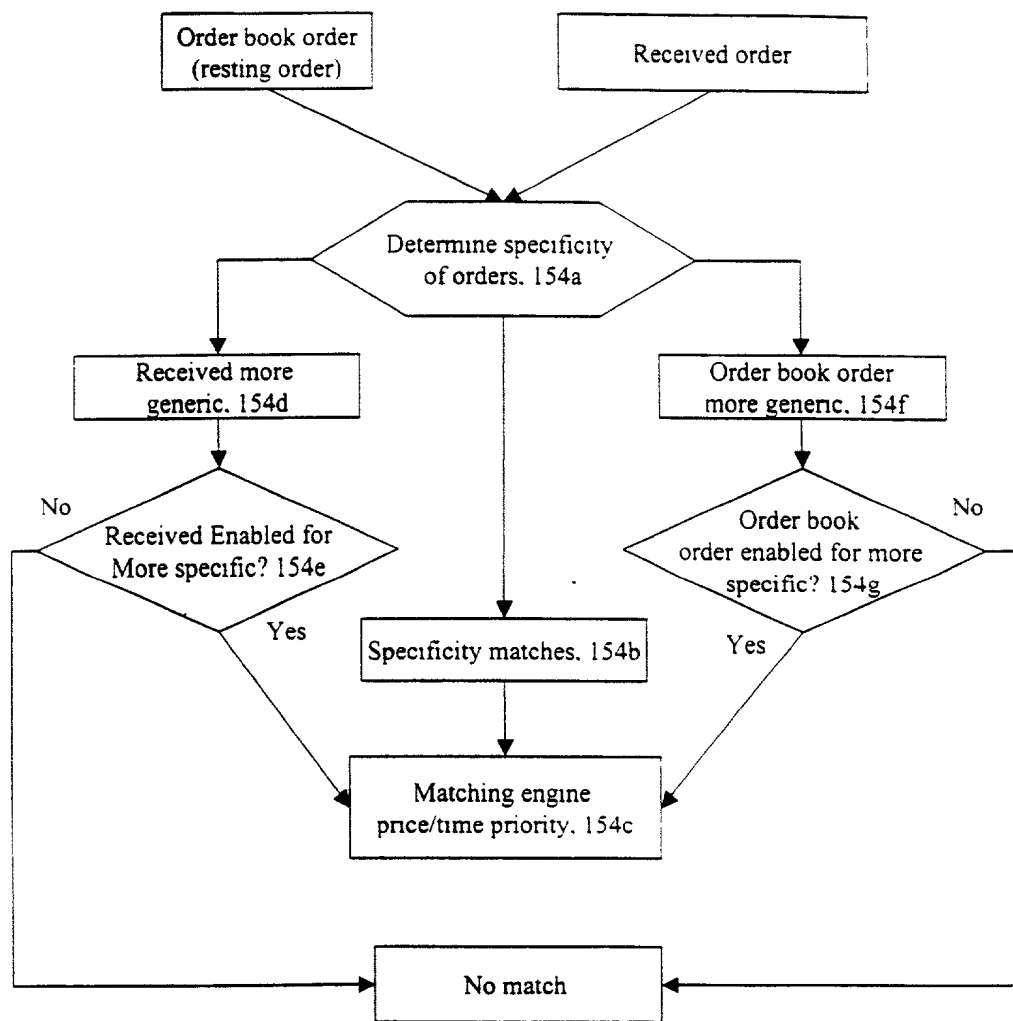 Order book order
(resting order)
Received order
Determine specificity
of orders, 154a
Received more
generic, 154d
Order book order
more generic, 154f
No
Received Enabled for
More specific? 154e
Yes
Order book
order enabled for more
specific? 154g
No
Yes
Specificity matches, 154b
Matching engine
price/time priority, 154c
No match